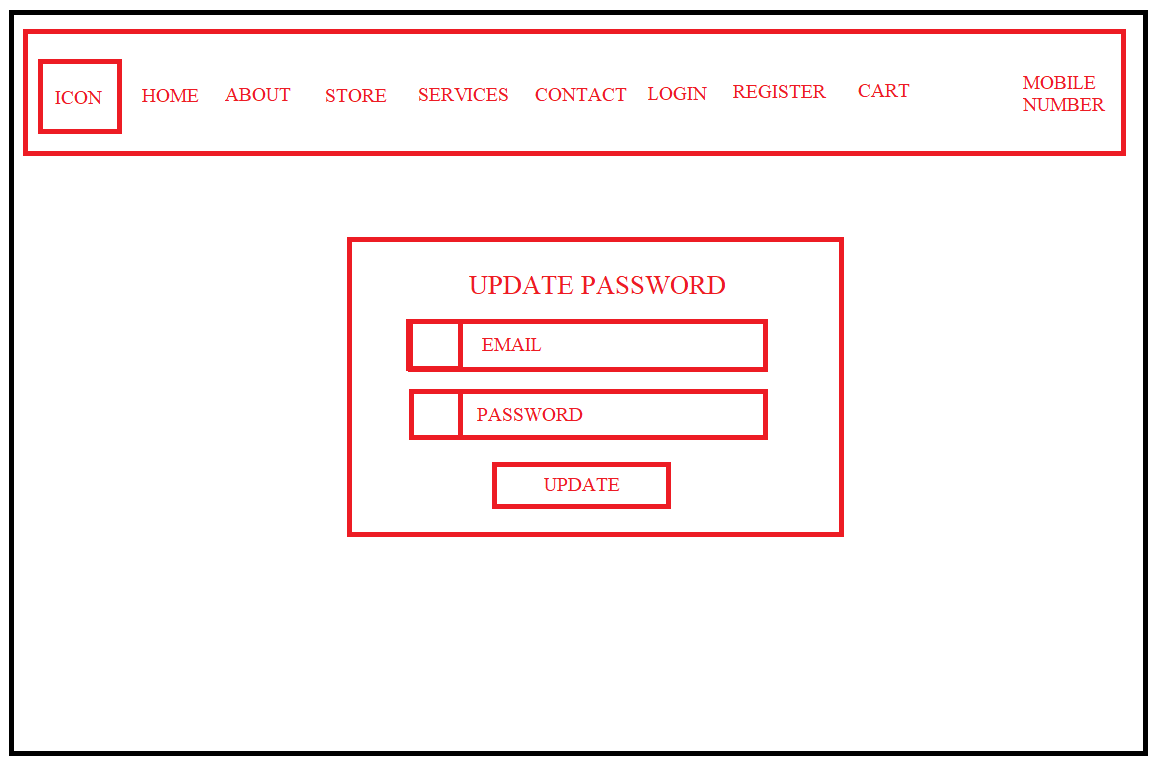 ICON HOME ABOUT STORE SERVICES CONTACT LOGIN REGISTER CART MOBILE
NUMBER
UPDATE PASSWORD
EMAIL
PASSWORD
UPDATE